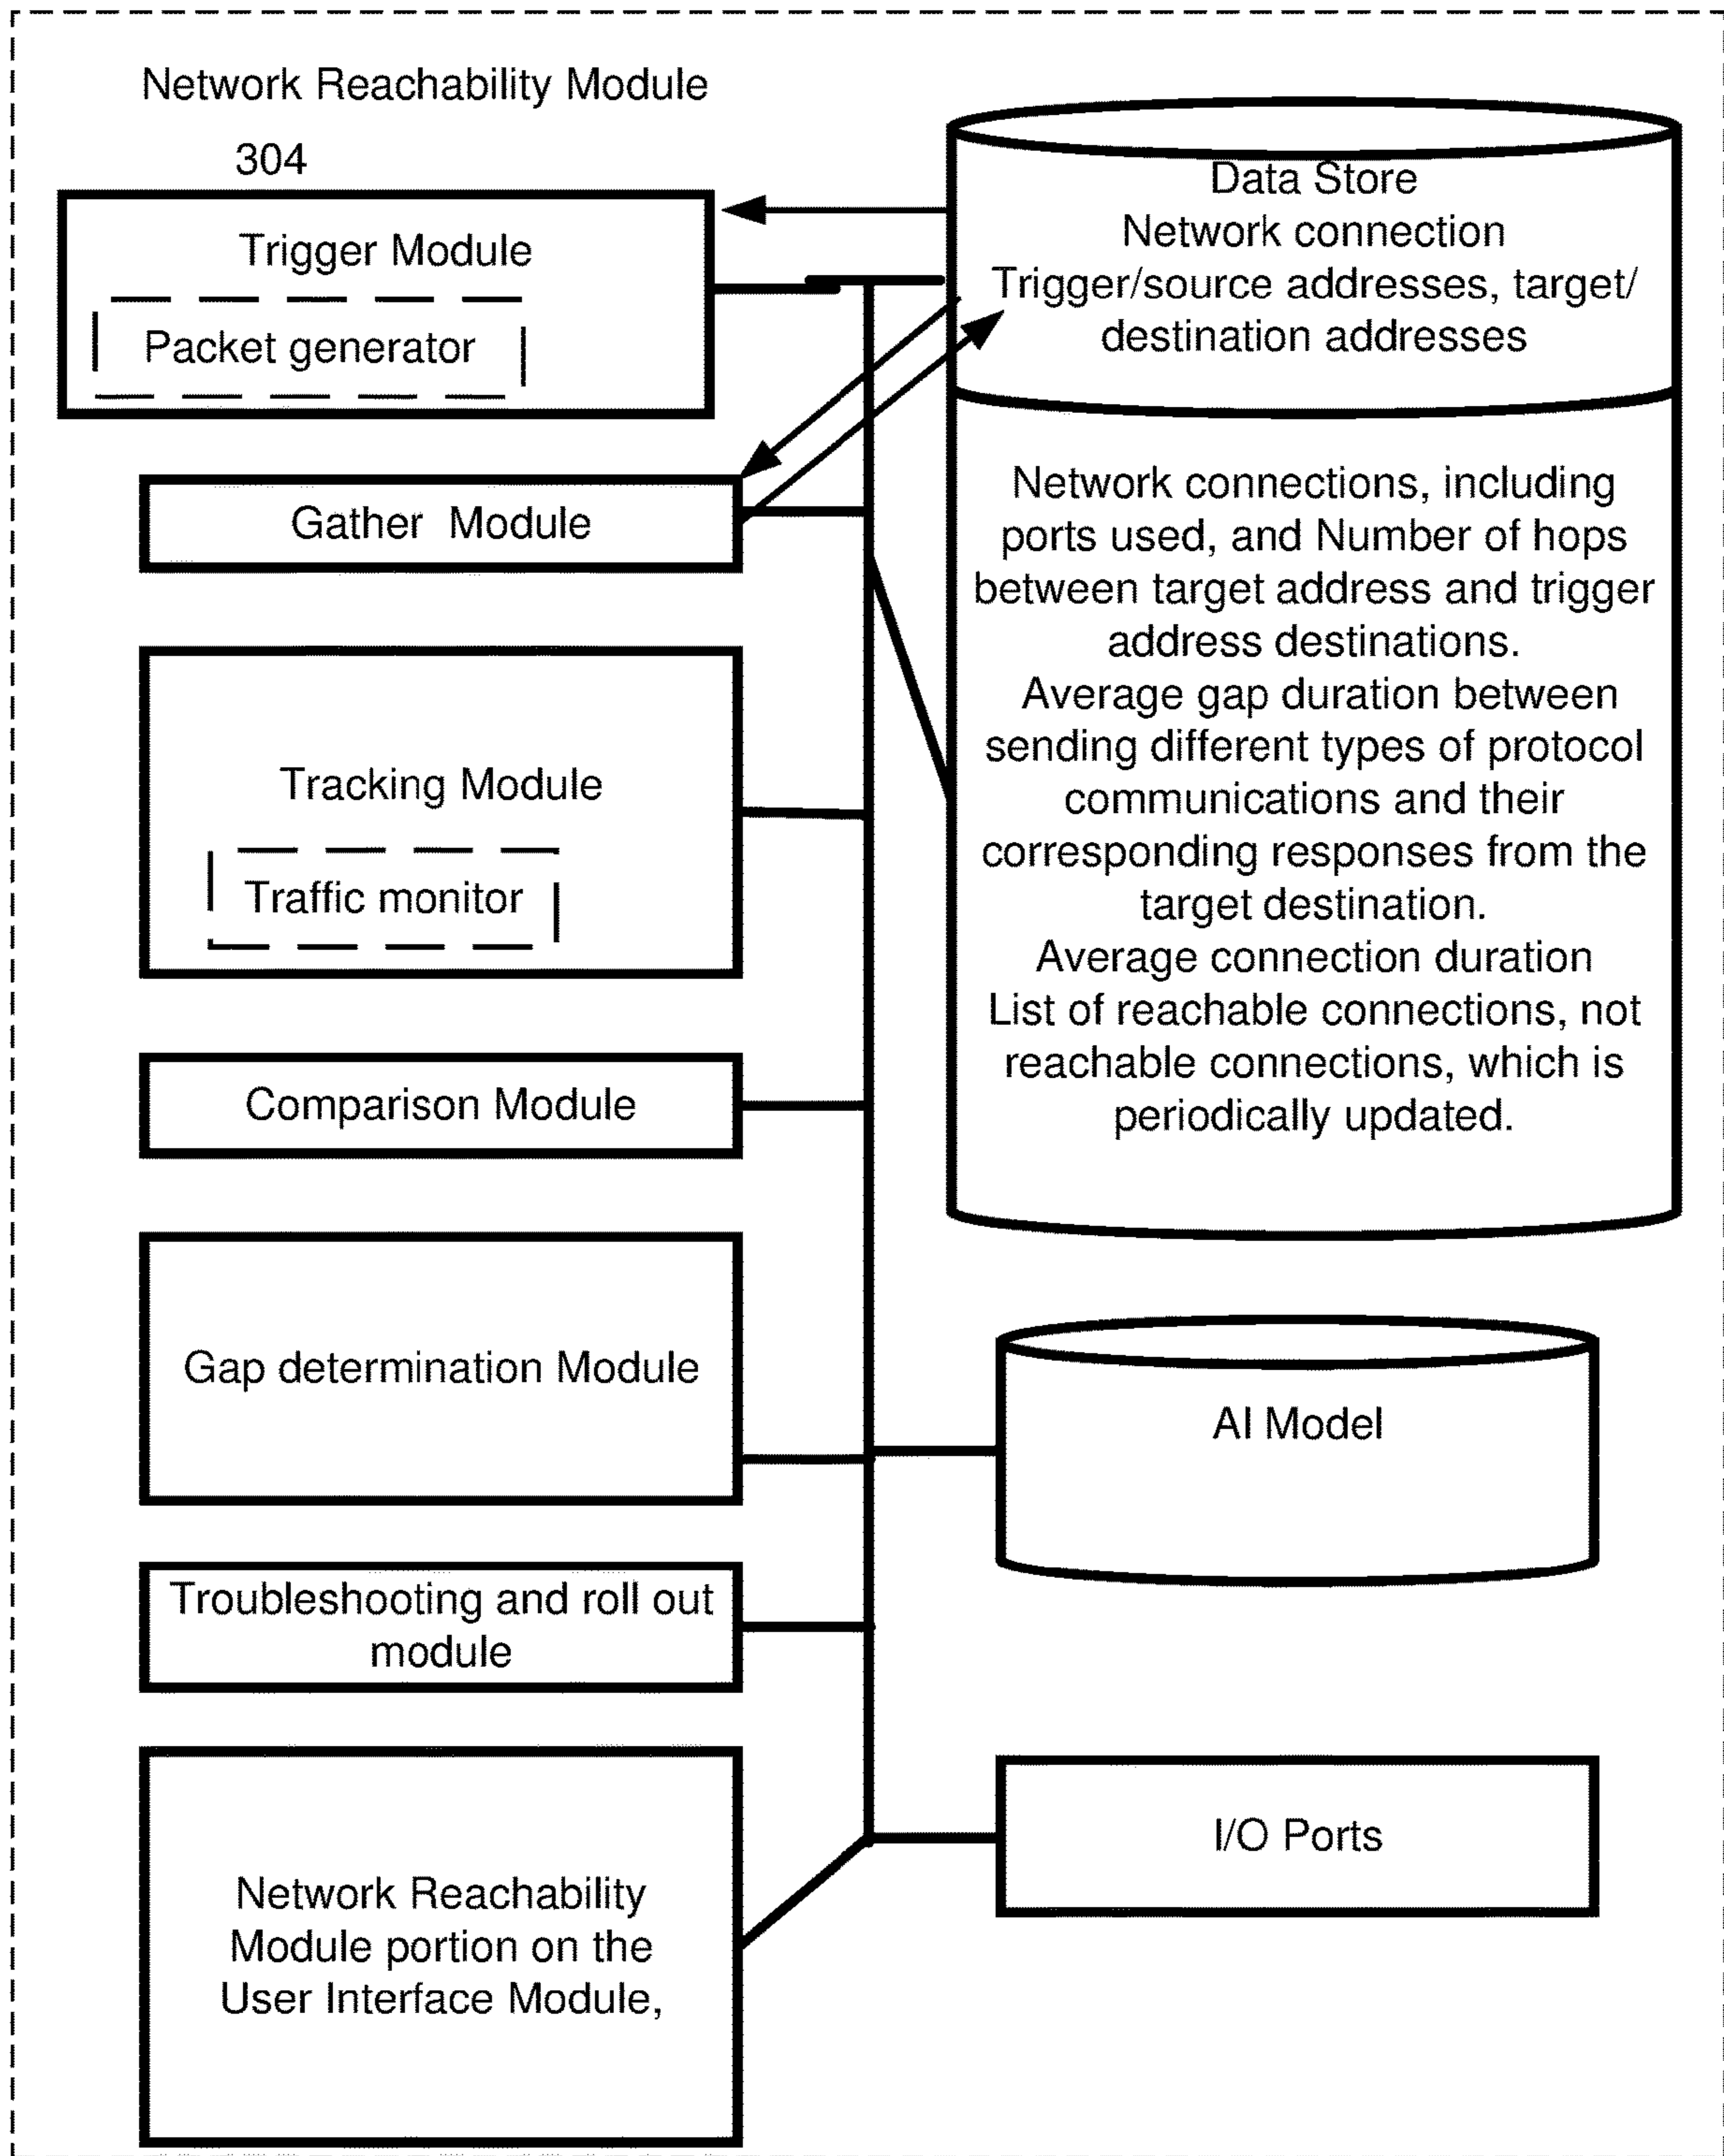 Network Reachability Module
304
Trigger Module
Packet generator
Gather Module
Tracking Module
Traffic monitor
Comparison Module
Gap determination Module
Troubleshooting and roll out
module
Network Reachability
Module portion on the
User Interface Module,
Data Store
Network connection
Trigger/source addresses, target/
destination addresses
Network connections, including
ports used, and Number of hops
between target address and trigger
address destinations.
Average gap duration between
sending different types of protocol
communications and their
corresponding responses from the
target destination.
Average connection duration
List of reachable connections, not
reachable connections, which is
periodically updated.
AI Model
I/O Ports